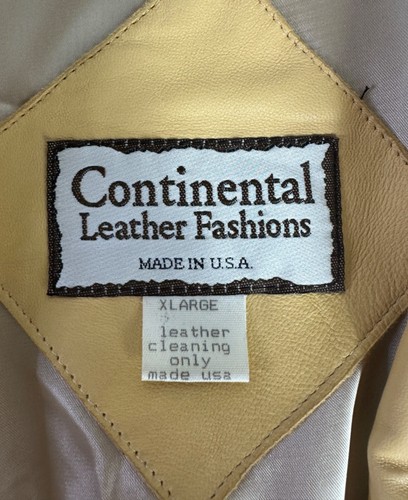 Continental
Leather Fashions
MADE IN U.S.A.
XLARGE
leather
cleaning
only
made usa